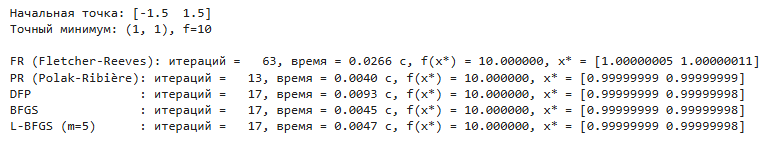 Начальная точка: [-1.5  1.5]
Точный минимум: (1, 1), f=10
FR (Fletcher-Reeves): итераций =   63, время = 0.0266 с, f(x*) = 10.000000, x* = [1.00000005 1.00000011]
PR (Polak-Ribière): итераций =   13, время = 0.0040 с, f(x*) = 10.000000, x* = [0.99999999 0.99999999]
DFP              : итераций =   17, время = 0.0093 с, f(x*) = 10.000000, x* = [0.99999999 0.99999998]
BFGS             : итераций =   17, время = 0.0045 с, f(x*) = 10.000000, x* = [0.99999999 0.99999998]
L-BFGS (m=5)     : итераций =   17, время = 0.0047 с, f(x*) = 10.000000, x* = [0.99999999 0.99999998]